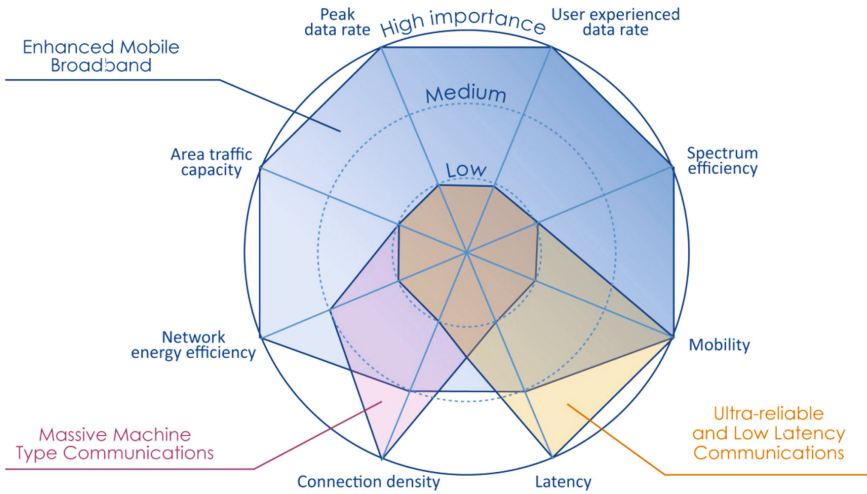 Peak
data rate
High importance
User experienced
data rate
Enhanced Mobile
Broadband
Medium
Area traffic
capacity
Low
Spectrum
efficiency
Network
energy efficiency
Mobility
Massive Machine
Type Communications
Ultra-reliable
and Low Latency
Communications
Connection density
Latency